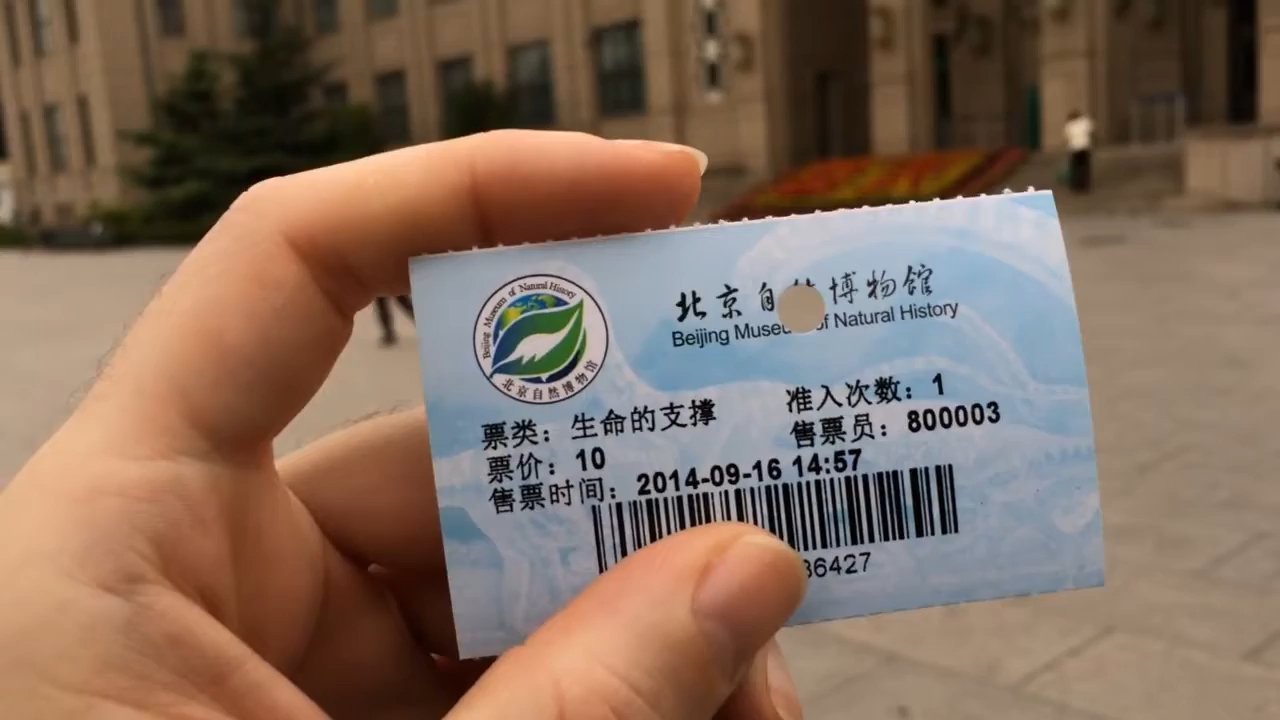 Beijing Museum of Natural History
北京自然博物馆
北京自 博物馆
Beijing Museu of Natural History
票类：生命的支撑
准入次数：1
票价：10
售票员：800003
售票时间：2014-09-16 14:57
36427